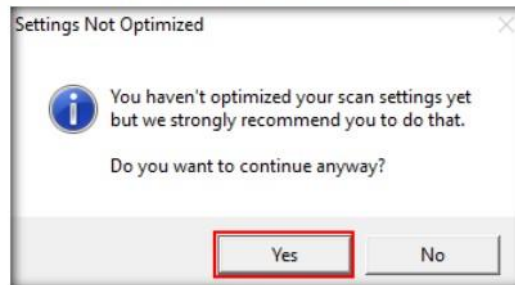 Settings Not Optimized
You haven't optimized your scan settings yet
but we strongly recommend you to do that.
Do you want to continue anyway?
Yes
No